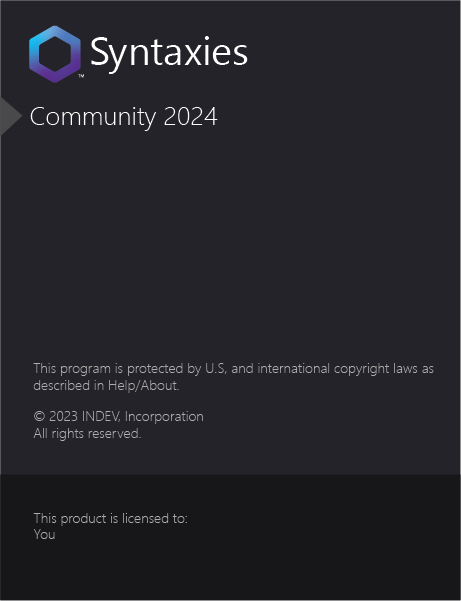 Syntaxies
™
Community 2024
This program is protected by U.S, and international copyright laws as
described in Help/About.
© 2023 INDEV, Incorporation
All rights reserved.
This product is licensed to:
You